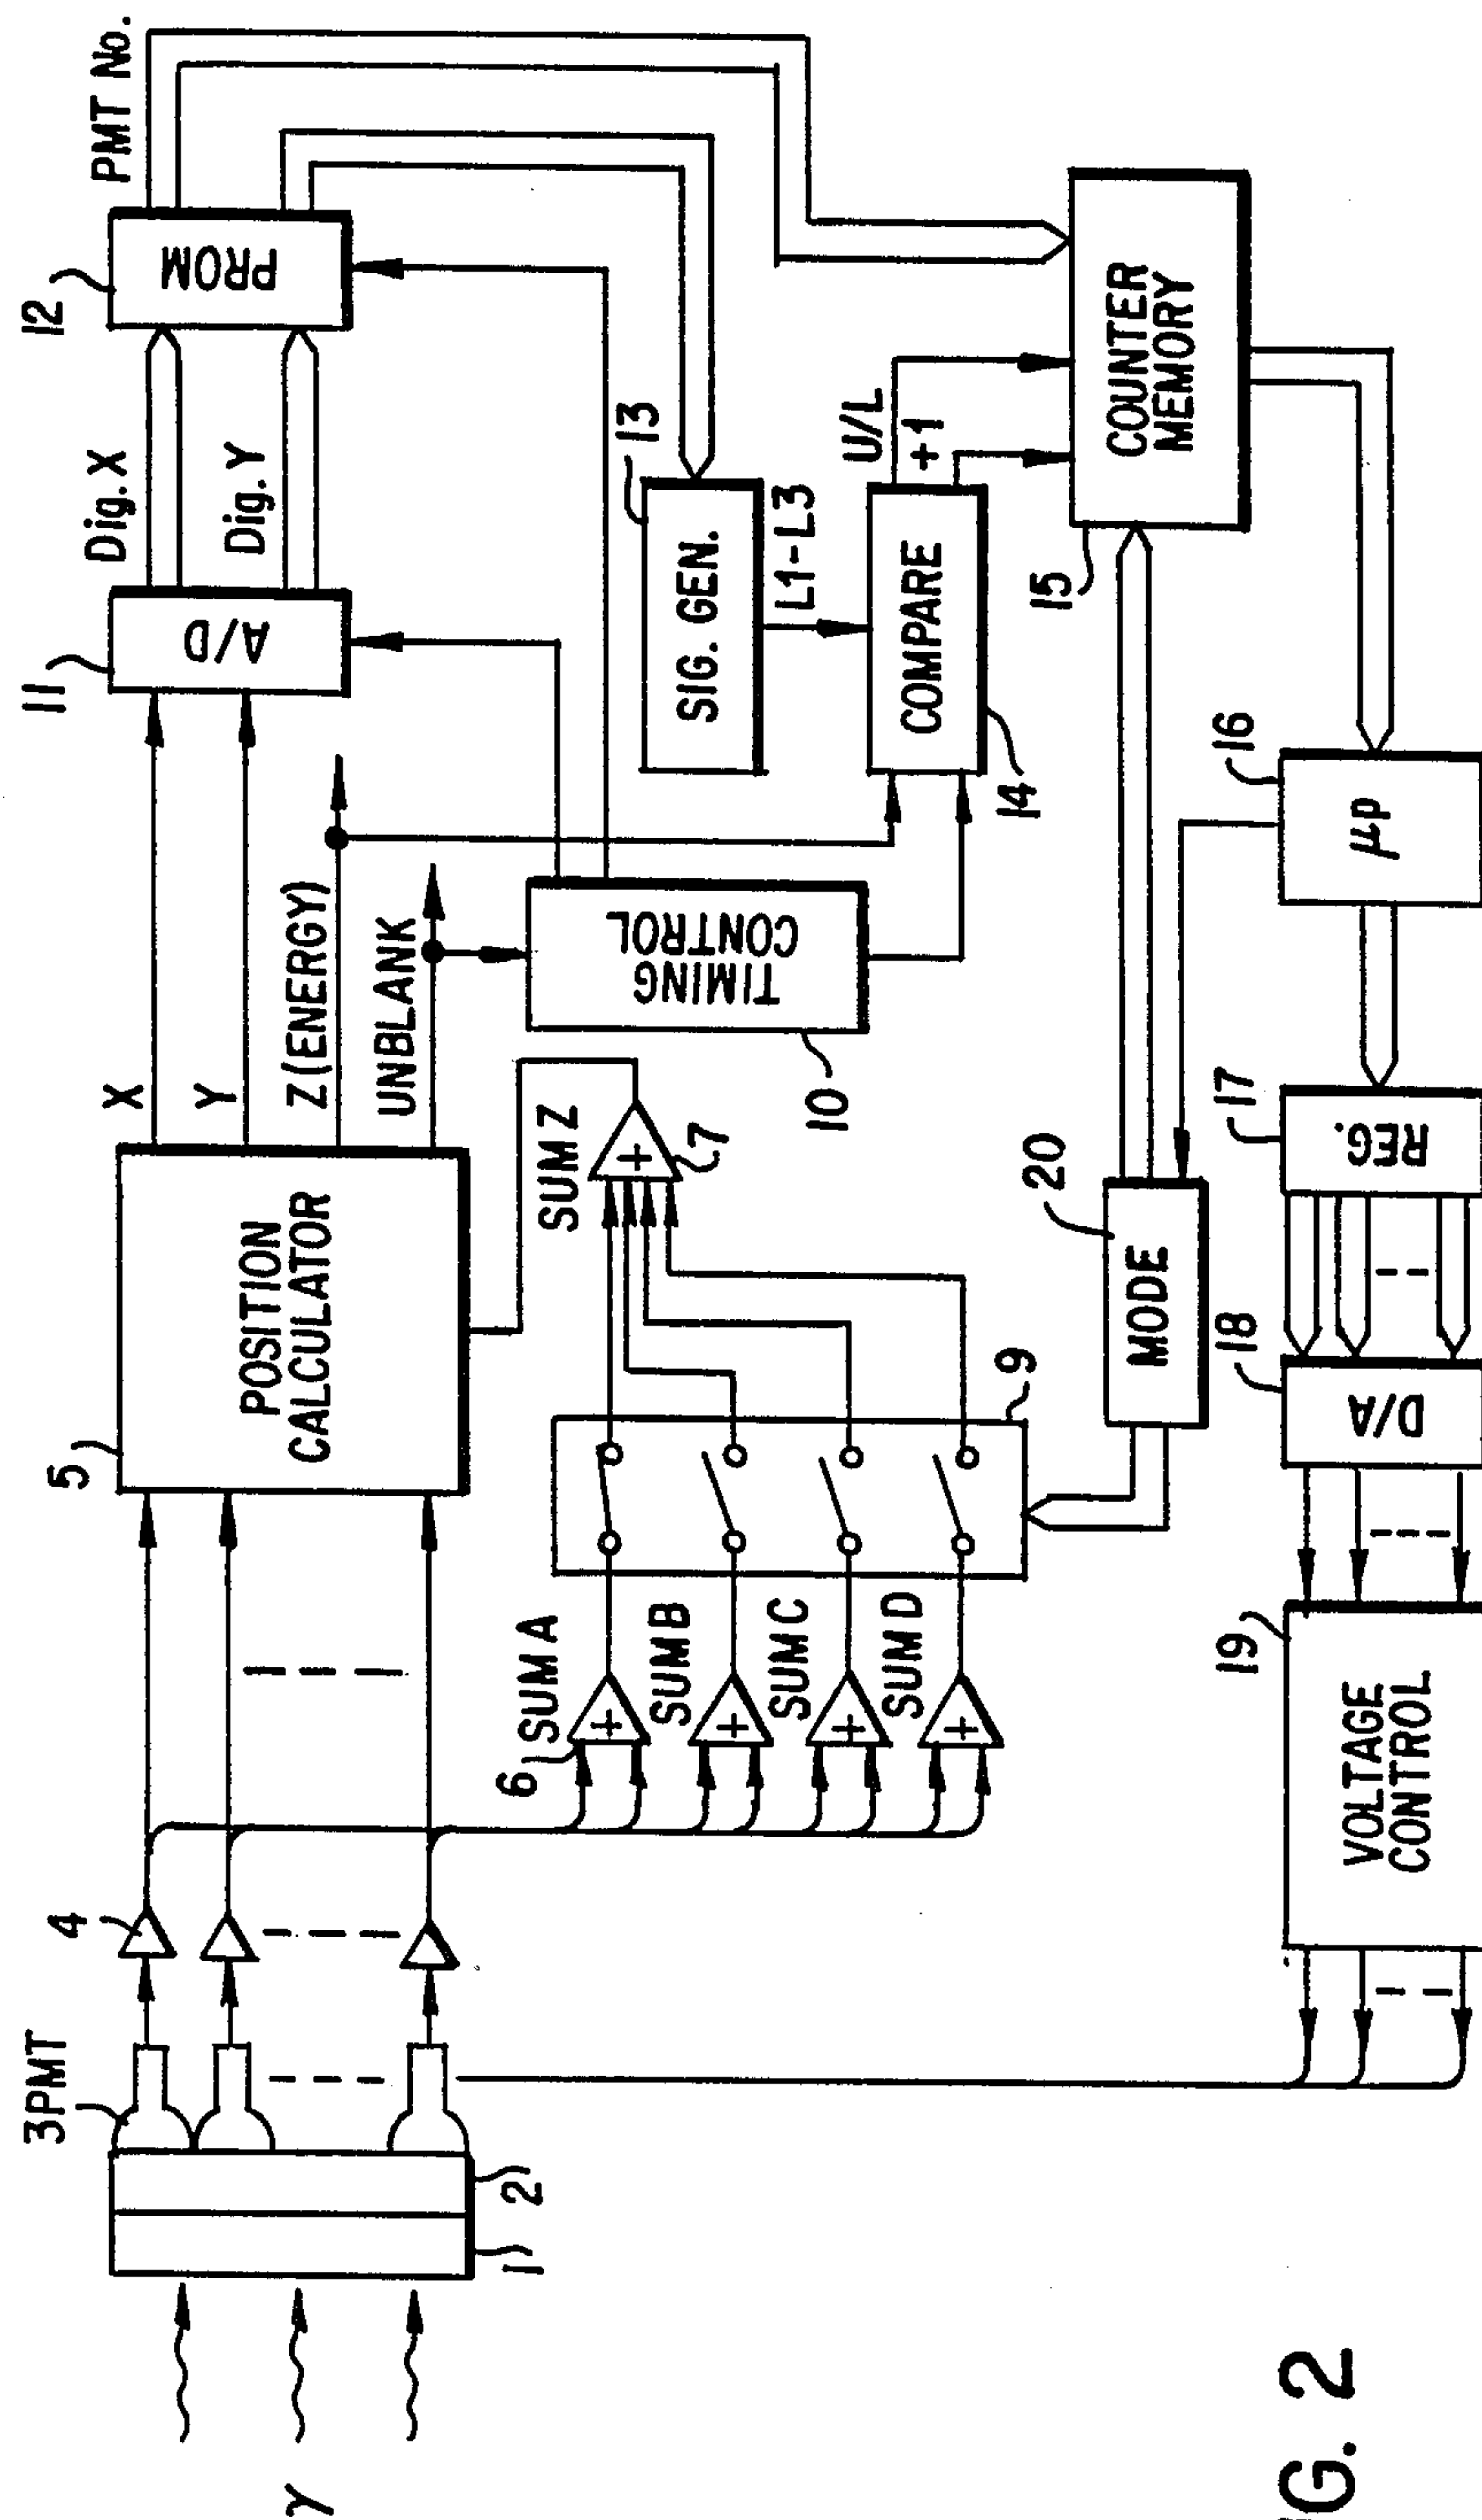 PMT No.
12
PROM
Dig. X
Dig. Y
11
A/D
13
SIG. GEN.
L1-L3
U/L
+1
COMPARE
14
COUNTER
MEMORY
15
X
Y
Z(ENERGY)
UNBLANK
TIMING
CONTROL
10
5
POSITION
CALCULATOR
SUM Z
+
7
9
20
MODE
16
μP
17
REG.
18
D/A
19
VOLTAGE
CONTROL
6
SUM A
SUM B
SUM C
SUM D
+
+
+
+
4
3PMT
2
1
γ
G. 2